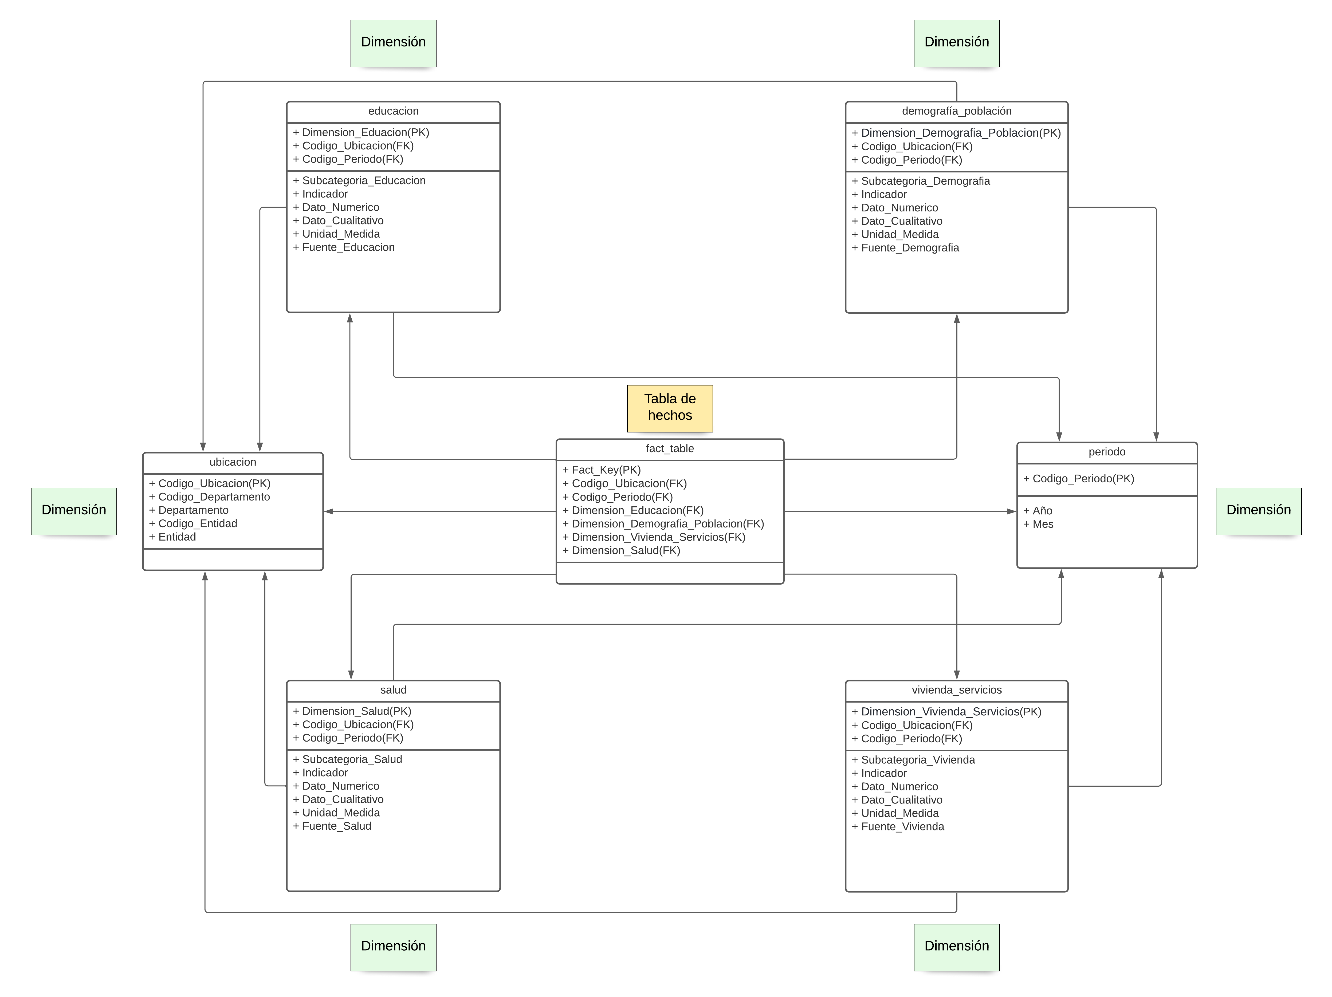 Dimensión
Dimensión
educacion
+ Dimension_Eduacion(PK)
+ Codigo_Ubicacion(FK)
+ Codigo_Periodo(FK)
+ Subcategoria_Educacion
+ Indicador
+ Dato_Numerico
+ Dato_Cualitativo
+ Unidad_Medida
+ Fuente_Educacion
demografía_población
+ Dimension_Demografia_Poblacion(PK)
+ Codigo_Ubicacion(FK)
+ Codigo_Periodo(FK)
+ Subcategoria_Demografia
+ Indicador
+ Dato_Numerico
+ Dato_Cualitativo
+ Unidad_Medida
+ Fuente_Demografia
Tabla de
hechos
Dimensión
ubicacion
+ Codigo_Ubicacion(PK)
+ Codigo_Departamento
+ Departamento
+ Codigo_Entidad
+ Entidad
fact_table
+ Fact_Key(PK)
+ Codigo_Ubicacion(FK)
+ Codigo_Periodo(FK)
+ Dimension_Educacion(FK)
+ Dimension_Demografia_Poblacion(FK)
+ Dimension_Vivienda_Servicios(FK)
+ Dimension_Salud(FK)
periodo
+ Codigo_Periodo(PK)
+ Año
+ Mes
Dimensión
salud
+ Dimension_Salud(PK)
+ Codigo_Ubicacion(FK)
+ Codigo_Periodo(FK)
+ Subcategoria_Salud
+ Indicador
+ Dato_Numerico
+ Dato_Cualitativo
+ Unidad_Medida
+ Fuente_Salud
vivienda_servicios
+ Dimension_Vivienda_Servicios(PK)
+ Codigo_Ubicacion(FK)
+ Codigo_Periodo(FK)
+ Subcategoria_Vivienda
+ Indicador
+ Dato_Numerico
+ Dato_Cualitativo
+ Unidad_Medida
+ Fuente_Vivienda
Dimensión
Dimensión